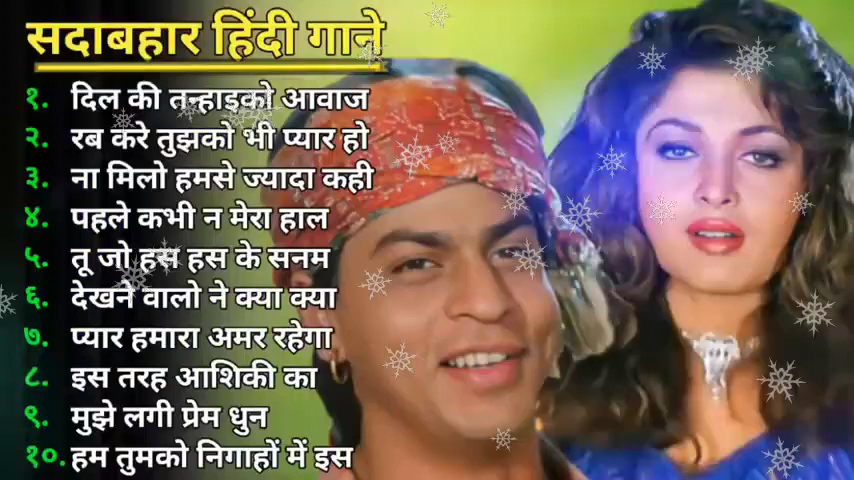 सदाबहार हिंदी गाने
१. दिल की तन्हाइको आवाज
२. रब करे तुझको भी प्यार हो
३. ना मिलो हमसे ज्यादा कही
४. पहले कभी न मेरा हाल
५. तू जो हस हस के सनम
६. देखने वालो ने क्या क्या
७. प्यार हमारा अमर रहेगा
८. इस तरह आशिकी का
९. मुझे लगी प्रेम धुन
१०. हम तुमको निगाहों में इस